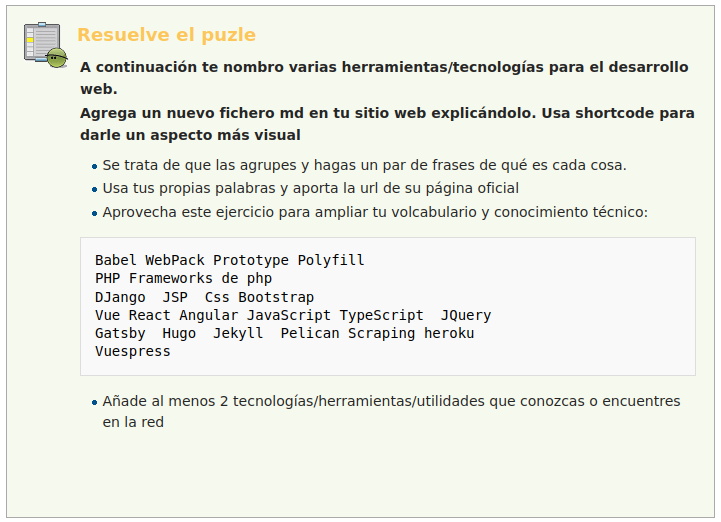 Resuelve el puzle
A continuación te nombro varias herramientas/tecnologías para el desarrollo
web.
Agrega un nuevo fichero md en tu sitio web explicándolo. Usa shortcode para
darle un aspecto más visual
Se trata de que las agrupes y hagas un par de frases de qué es cada cosa.
Usa tus propias palabras y aporta la url de su página oficial
Aprovecha este ejercicio para ampliar tu volcabulario y conocimiento técnico:
Babel WebPack Prototype Polyfill
PHP Frameworks de php
DJango  JSP  Css Bootstrap
Vue React Angular JavaScript TypeScript  JQuery
Gatsby  Hugo  Jekyll  Pelican Scraping heroku
Vuespress
Añade al menos 2 tecnologías/herramientas/utilidades que conozcas o encuentres
en la red